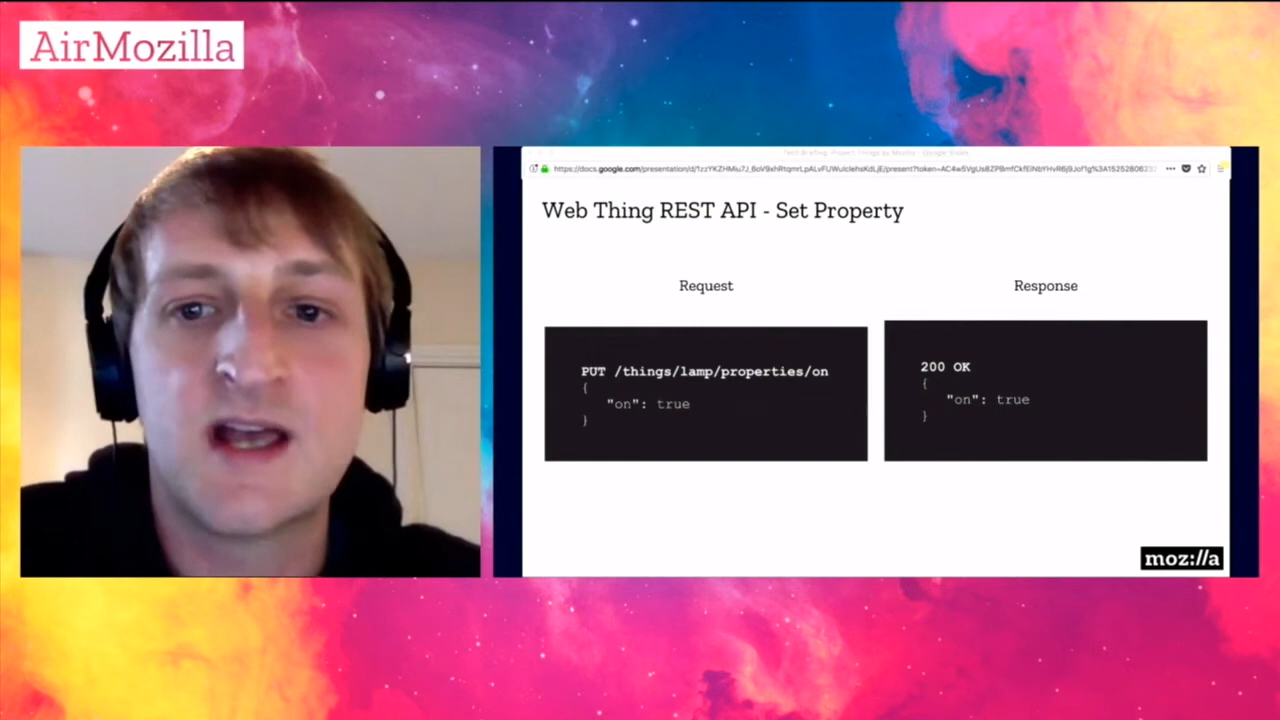 AirMozilla
Web Thing REST API - Set Property
Request
Response
PUT /things/lamp/properties/on
{
"on": true
}
200 OK
{
"on": true
}
moz://a